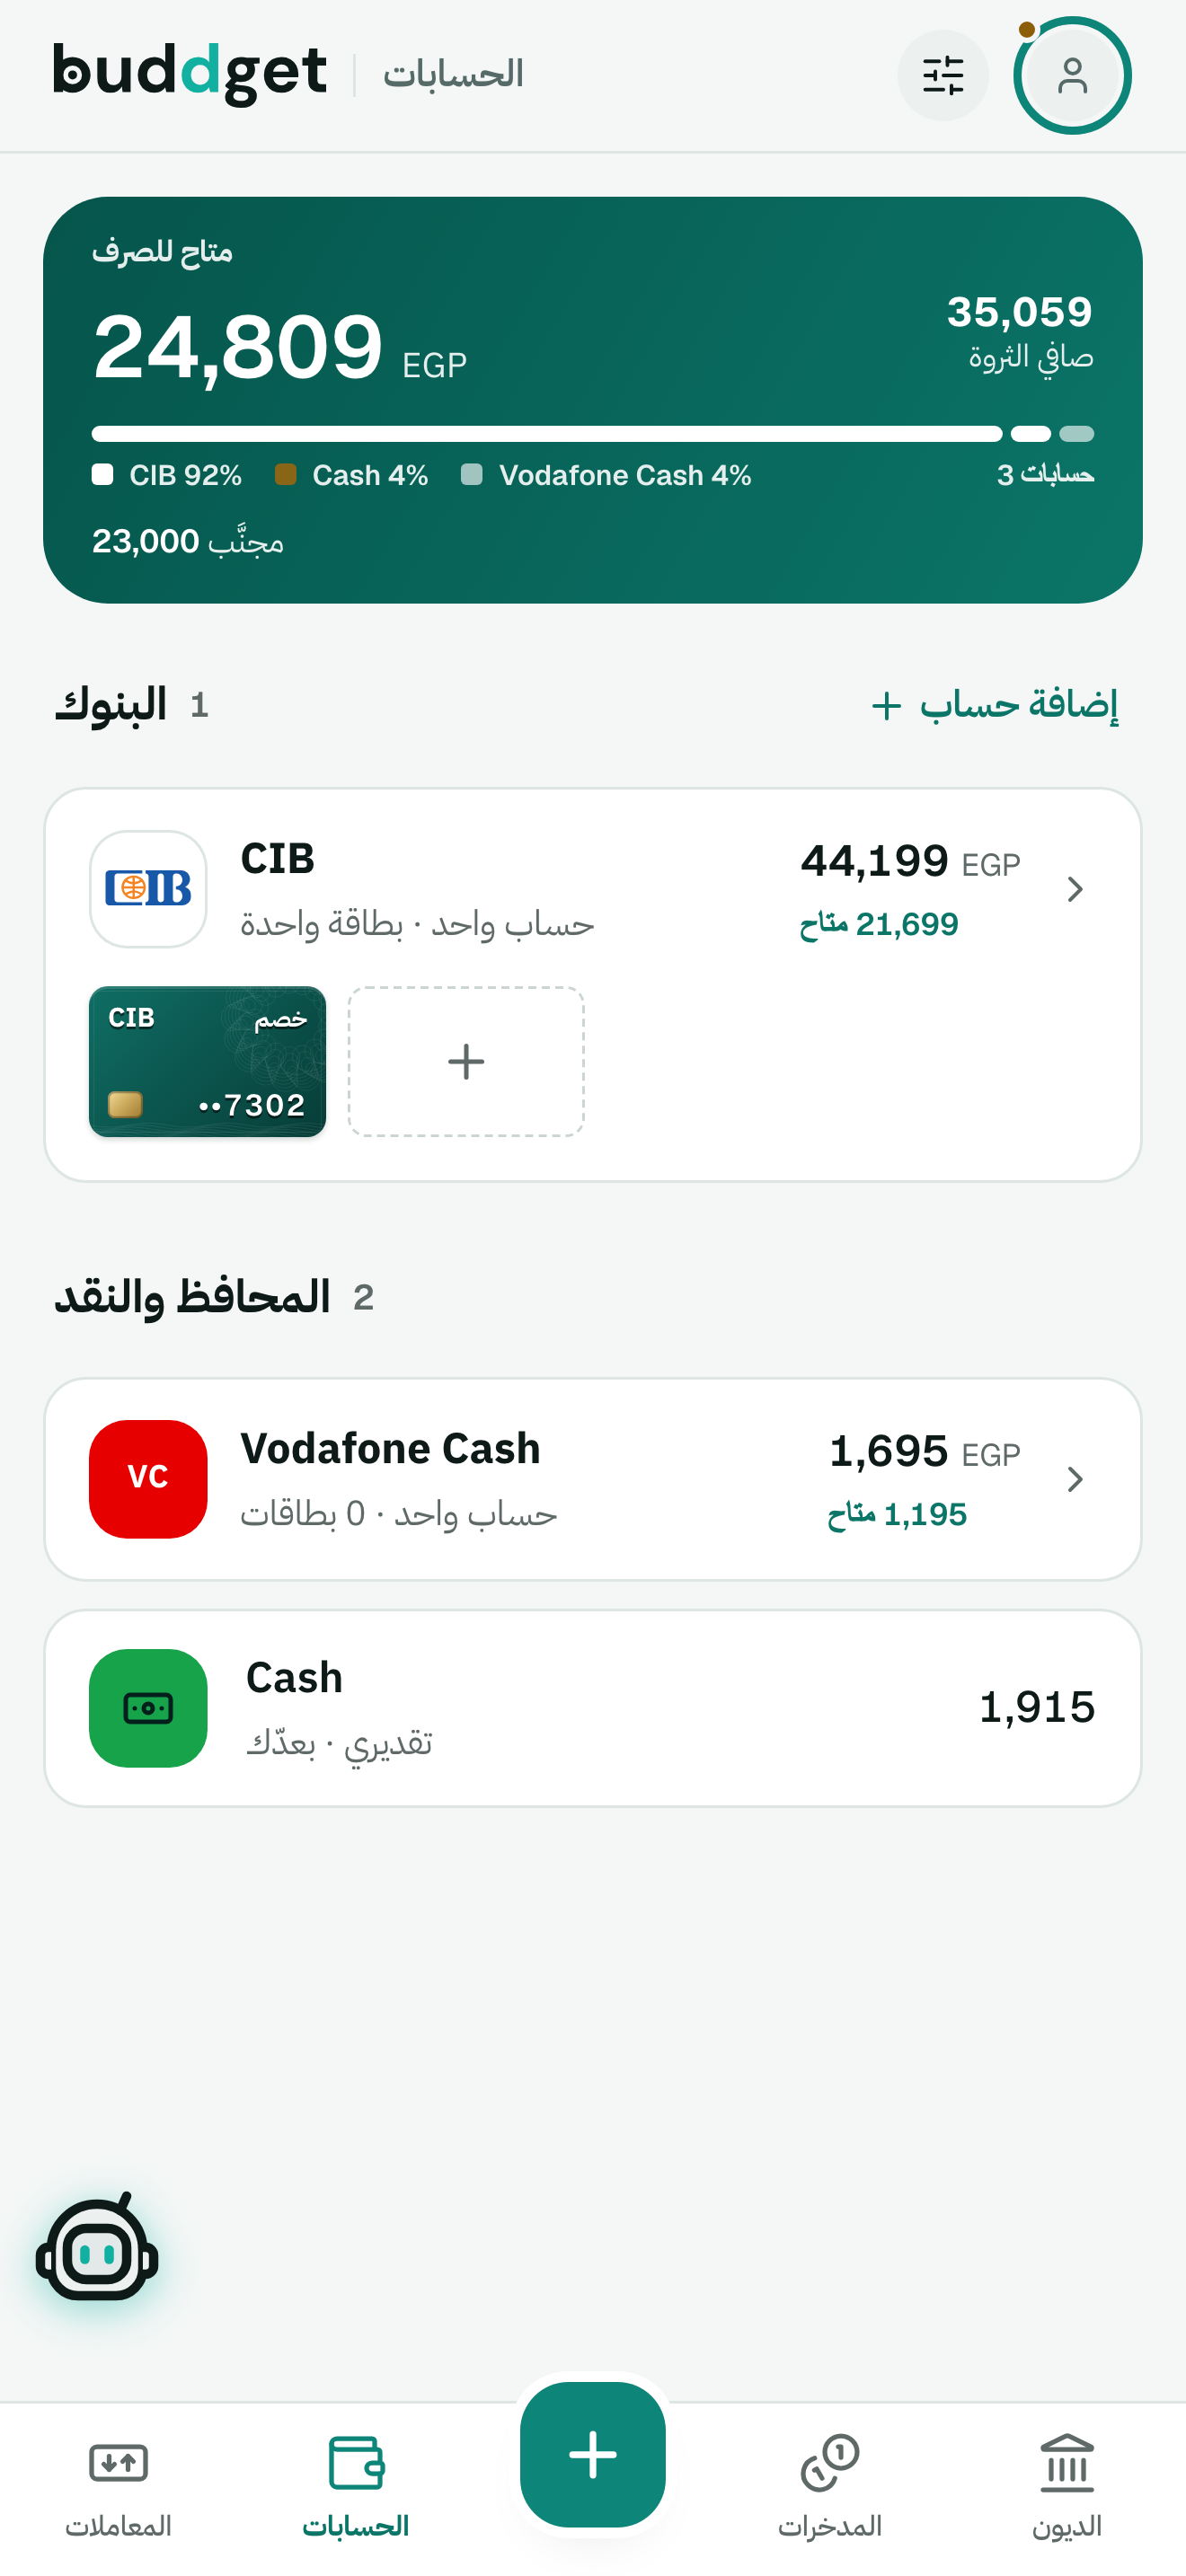 buddget الحسابات
متاح للصرف
24,809 EGP
35,059
صافي الثروة
CIB 92% Cash 4% Vodafone Cash 4% 3 حسابات
مجنَّب 23,000
البنوك 1
إضافة حساب +
CIB
44,199 EGP
حساب واحد · بطاقة واحدة
21,699 متاح
CIB
CIB خصم
••7302
المحافظ والنقد 2
VC
Vodafone Cash
1,695 EGP
حساب واحد · 0 بطاقات
1,195 متاح
Cash
1,915
تقديري · بعدّك
المعاملات
الحسابات
المدخرات
الديون